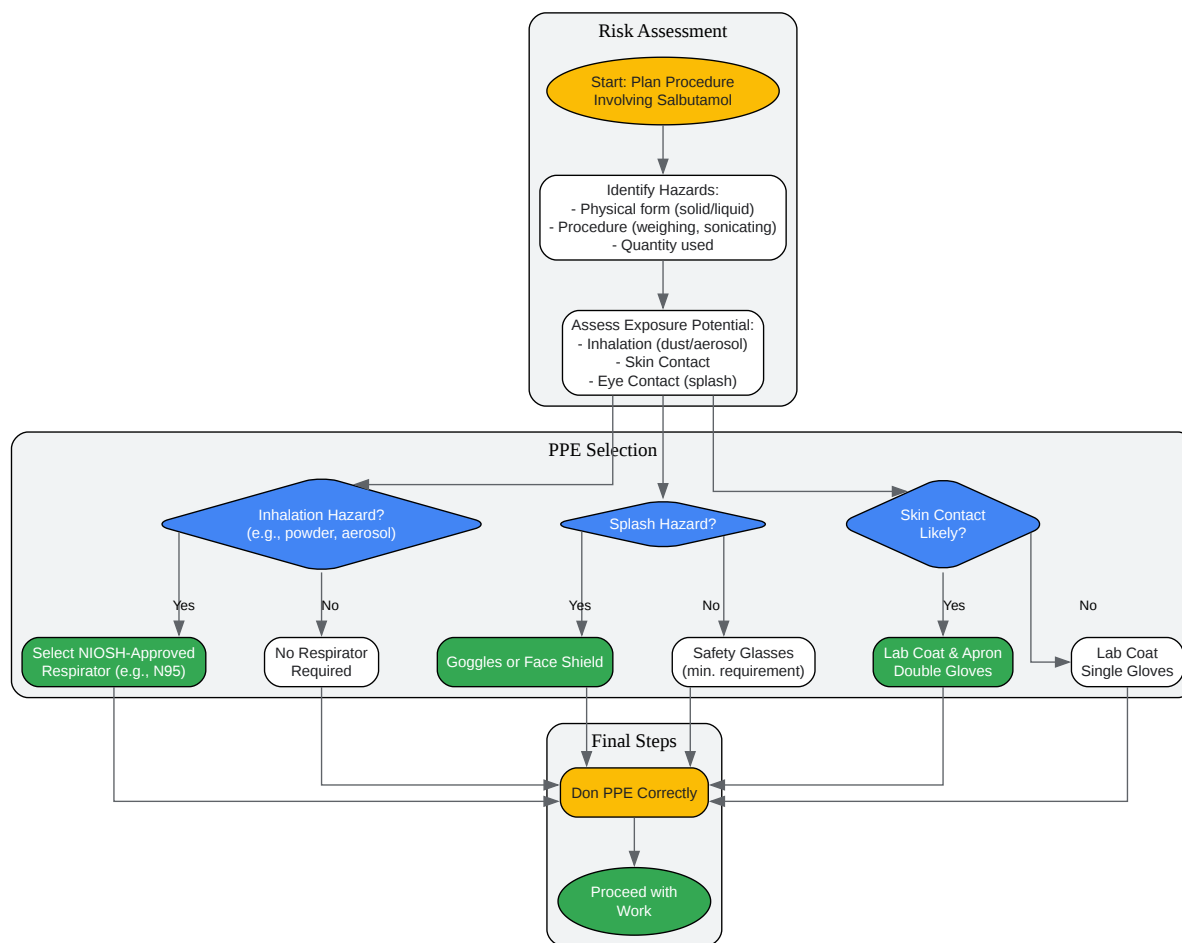 Risk Assessment
Start: Plan Procedure
Involving Salbutamol
Identify Hazards:
- Physical form (solid/liquid)
- Procedure (weighing, sonicating)
- Quantity used
Assess Exposure Potential:
- Inhalation (dust/aerosol)
- Skin Contact
- Eye Contact (splash)
PPE Selection
Inhalation Hazard?
(e.g., powder, aerosol)
Splash Hazard?
Skin Contact
Likely?
Yes
No
Yes
No
Yes
No
Select NIOSH-Approved
Respirator (e.g., N95)
No Respirator
Required
Goggles or Face Shield
Safety Glasses
(min. requirement)
Lab Coat & Apron
Double Gloves
Lab Coat
Single Gloves
Final Steps
Don PPE Correctly
Proceed with
Work